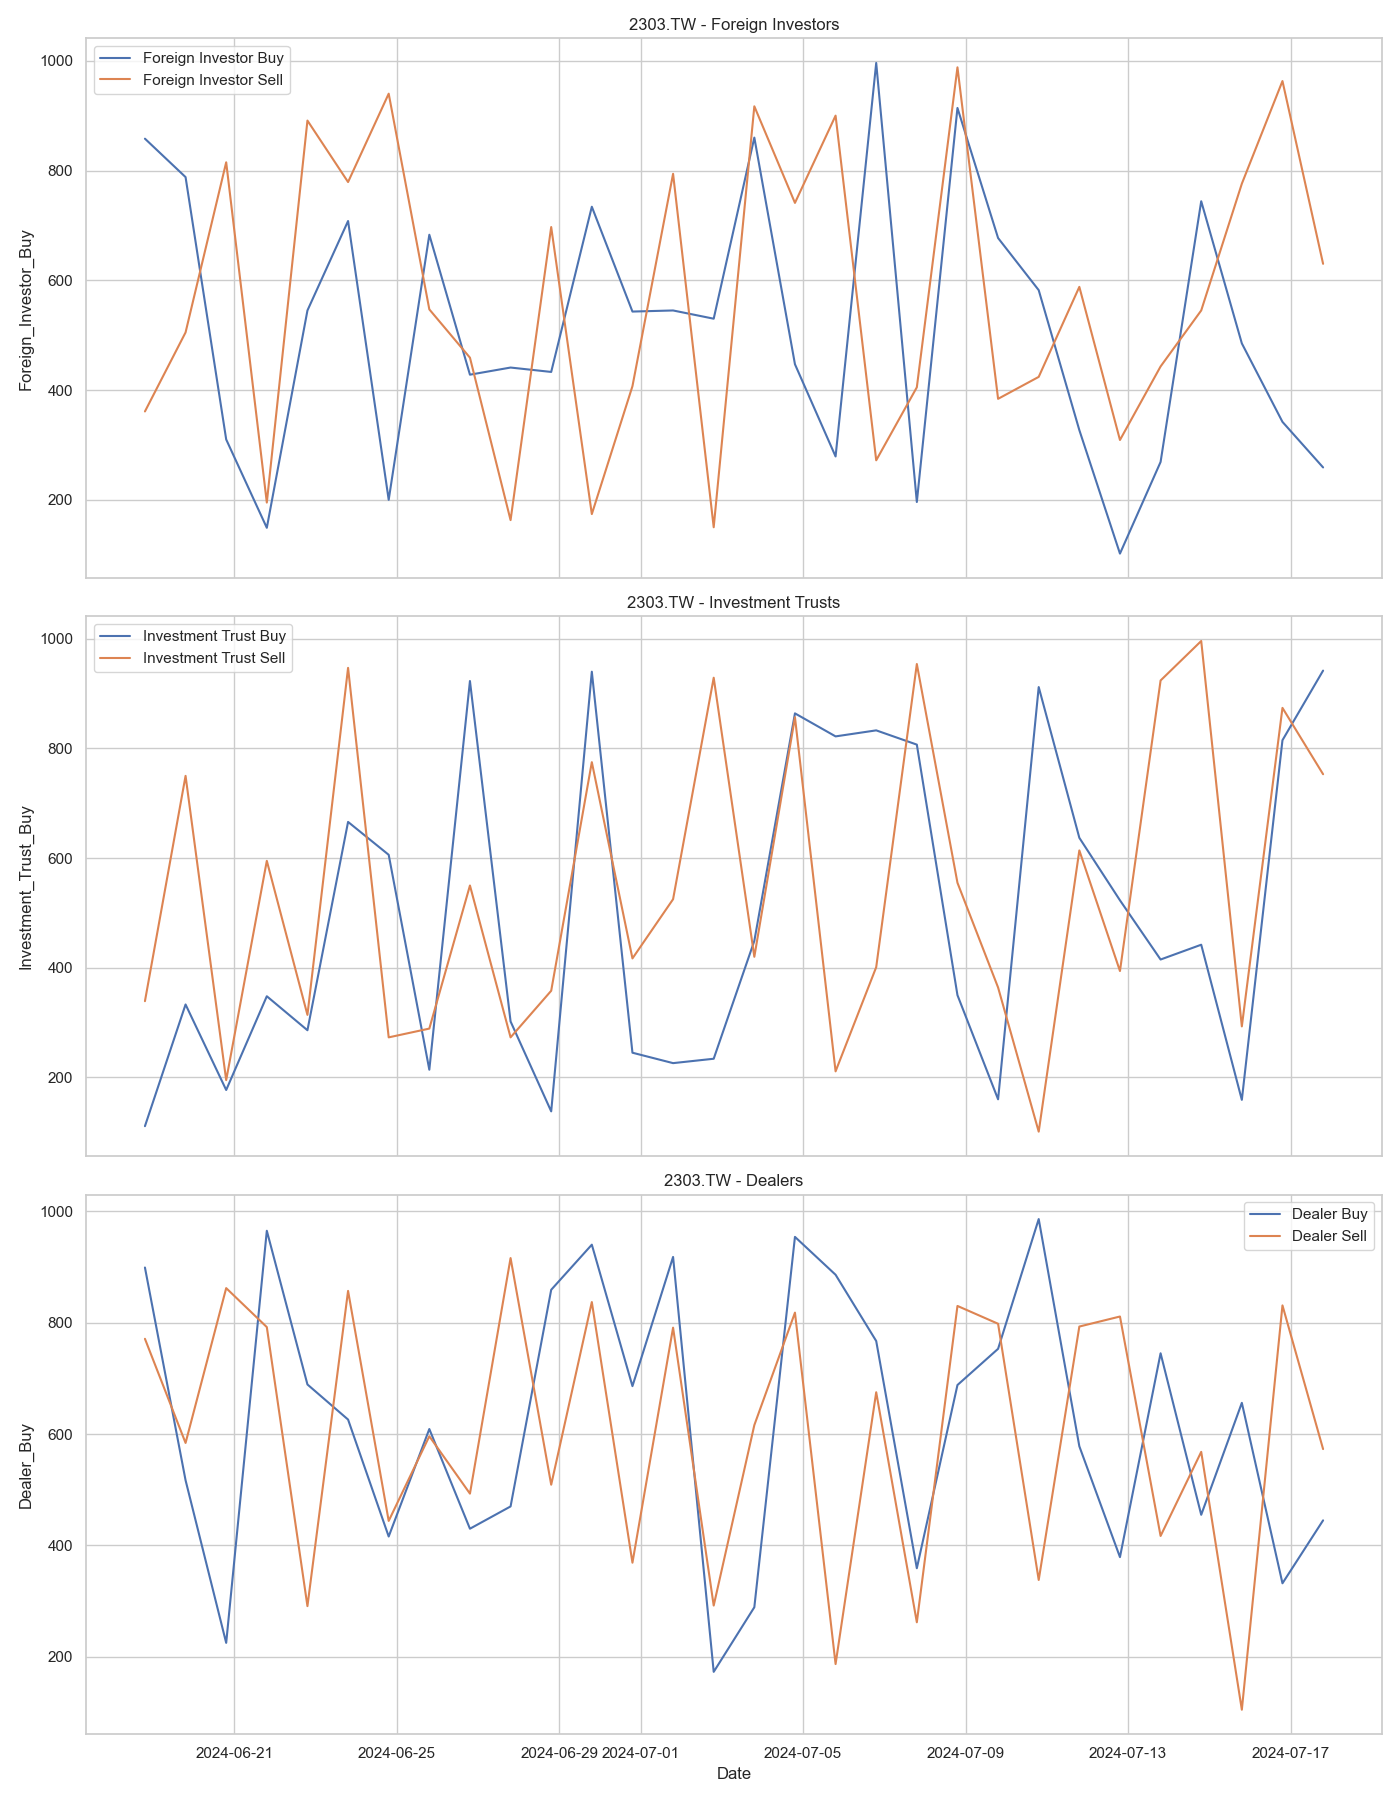 2303.TW - Foreign Investors
Foreign Investor Buy
Foreign Investor Sell
Foreign_Investor_Buy
1000
800
600
400
200
2303.TW - Investment Trusts
Investment Trust Buy
Investment Trust Sell
Investment_Trust_Buy
1000
800
600
400
200
2303.TW - Dealers
Dealer Buy
Dealer Sell
Dealer_Buy
1000
800
600
400
200
2024-06-21 2024-06-25 2024-06-29 2024-07-01 2024-07-05 2024-07-09 2024-07-13 2024-07-17
Date